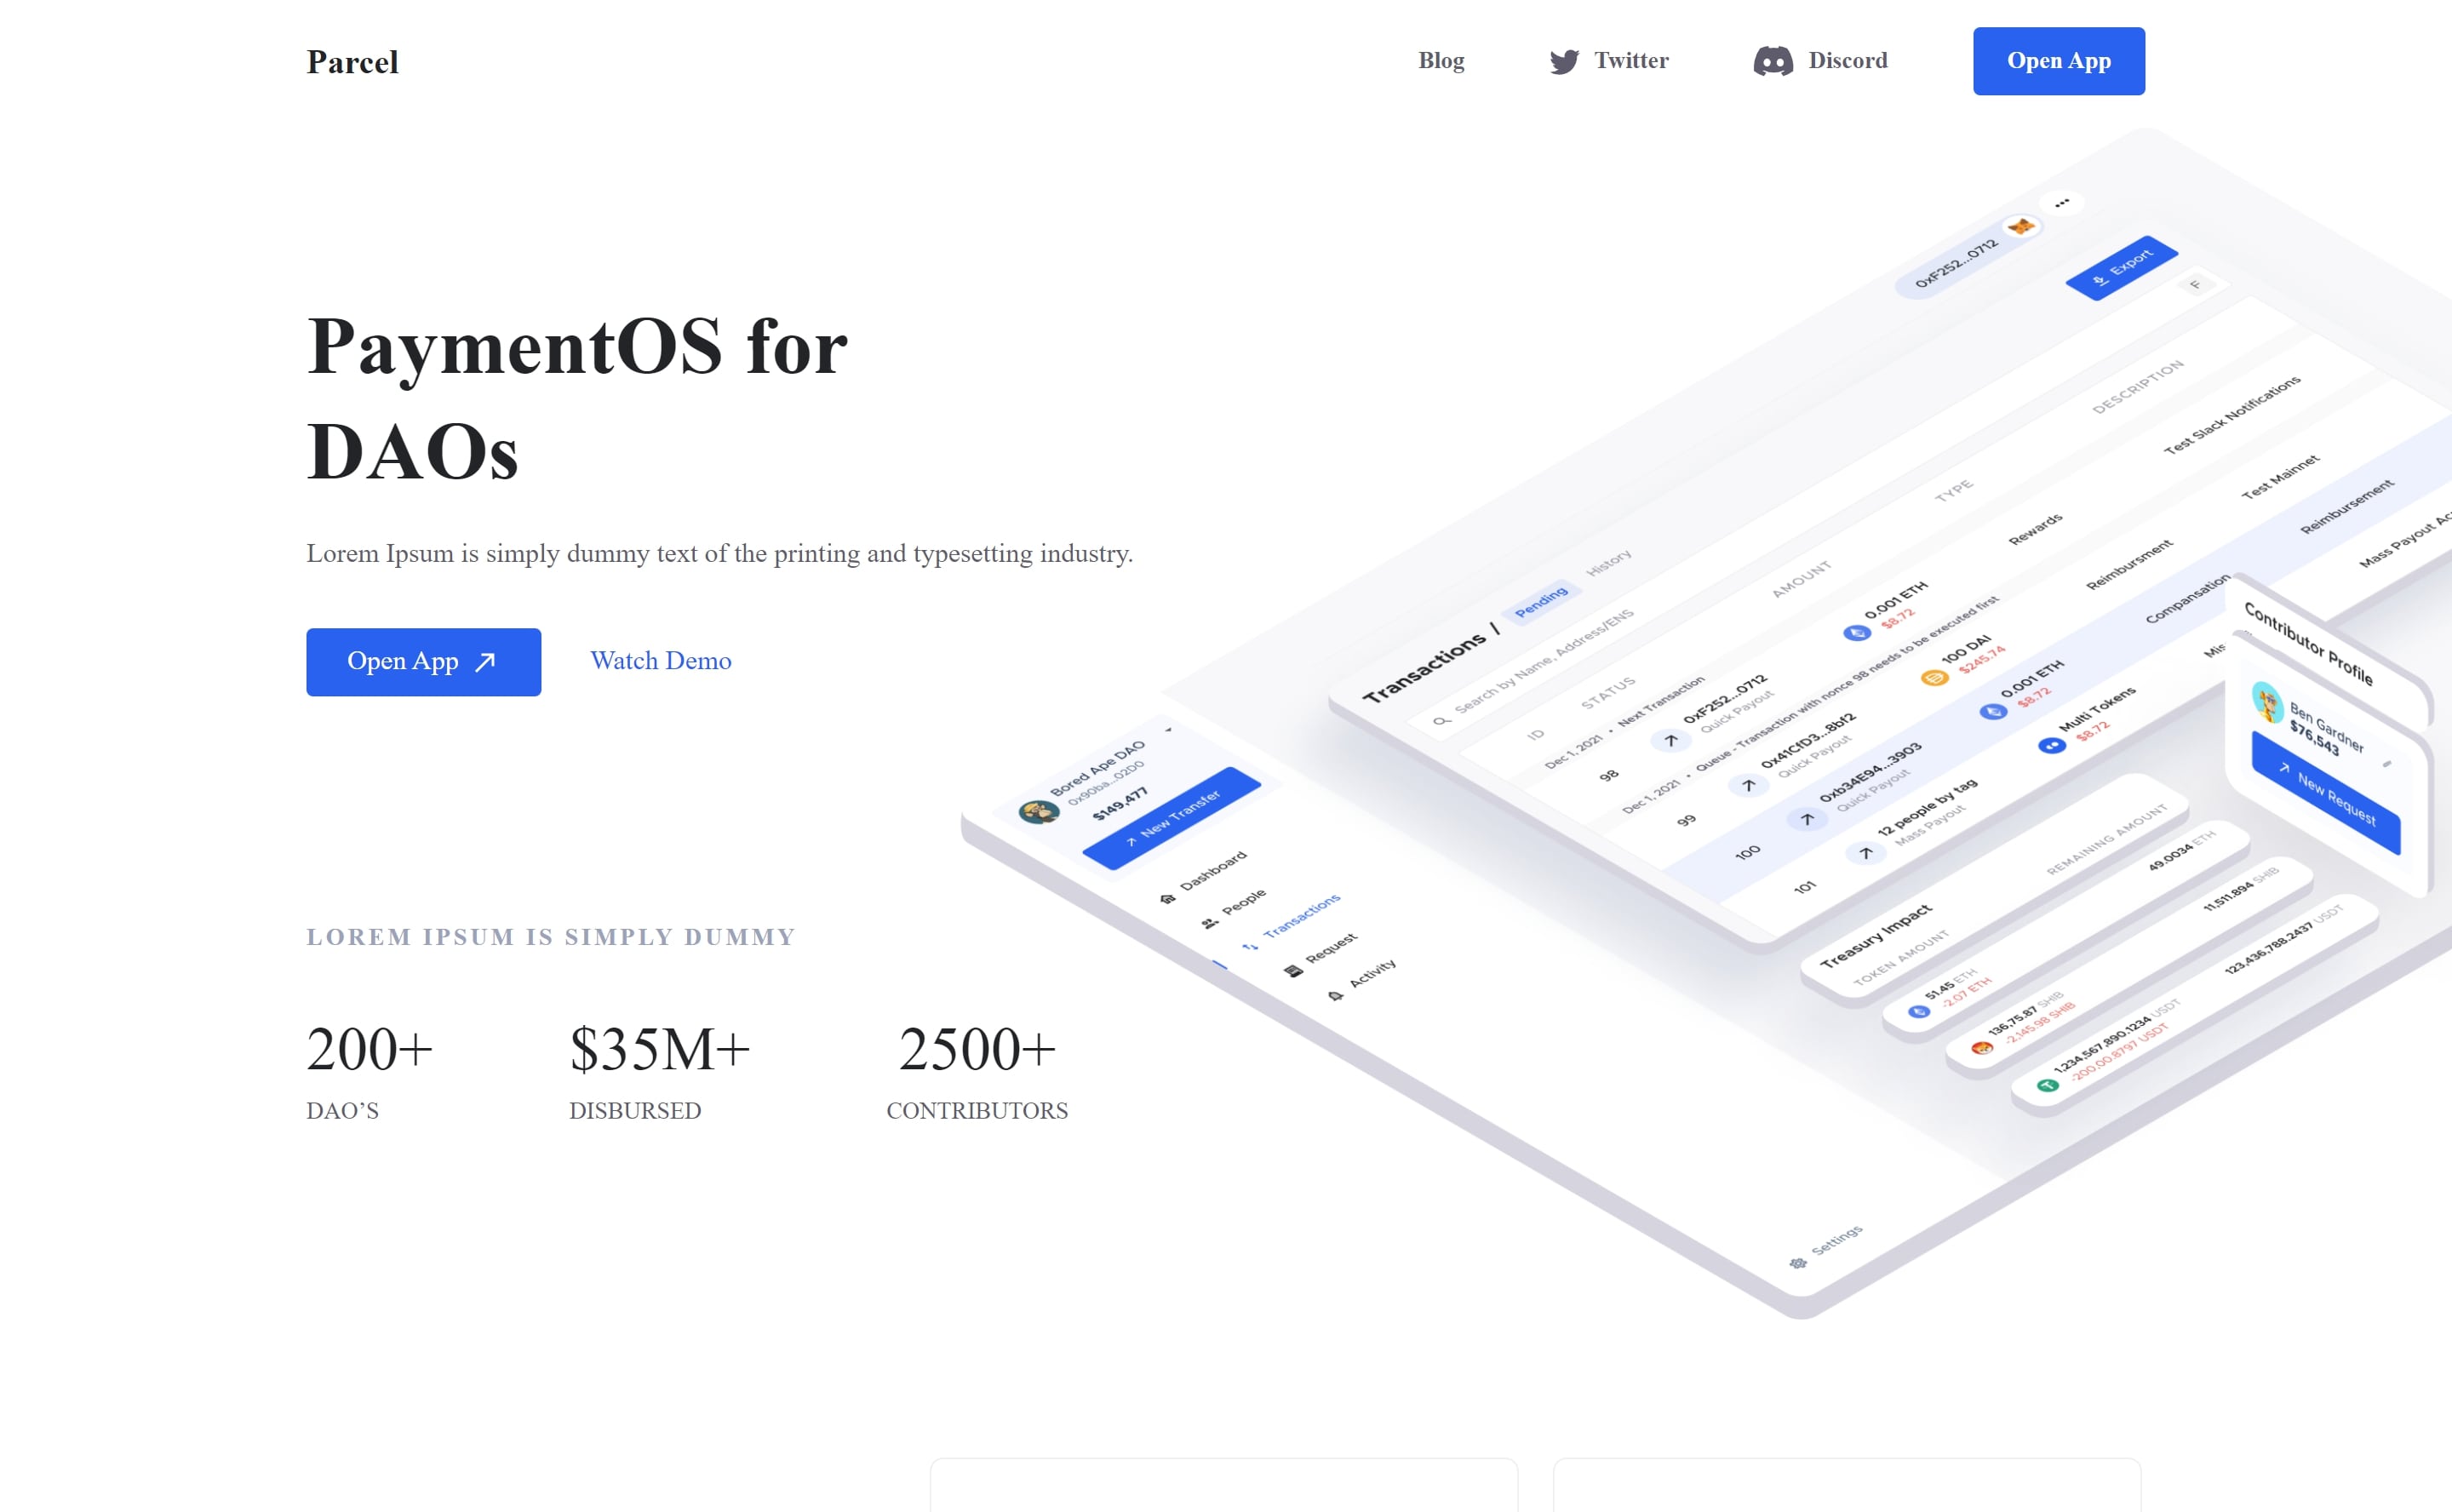 Parcel
Blog
Twitter
Discord
Open App
PaymentOS for
DAOs
Lorem Ipsum is simply dummy text of the printing and typesetting industry.
Open App
Watch Demo
LOREM IPSUM IS SIMPLY DUMMY
200+
$35M+
2500+
DAO’S
DISBURSED
CONTRIBUTORS
0xF252...0712
Export
F
Transactions / Pending History
Search by Name, Address/ENS
ID STATUS AMOUNT TYPE DESCRIPTION
Dec 1, 2021 • Next Transaction
98 0xF252...0712 0.001 ETH Rewards Test Slack Notifications
Quick Payout $8.72
Dec 1, 2021 • Queue - Transaction with nonce 98 needs to be executed first
99 0x41CfD3...8bf2 100 DAI Reimbursment Test Mainnet
Quick Payout $245.74
100 0xb34E94...3903 0.001 ETH Compansation Reimbursement
Quick Payout $8.72
101 12 people by tag Multi Tokens Mass Payout
Mass Payout $8.72
Bored Ape DAO
0x90ba...02D0
$149,477
New Transfer
Dashboard
People
Transactions
Request
Activity
Settings
Contributor Profile
Ben Gardner
$76,543
New Request
Treasury Impact
TOKEN AMOUNT REMAINING AMOUNT
51.45 ETH 49.0034 ETH
-2.07 ETH
136,75.87 SHIB 11,511.894 SHIB
-2,145.98 SHIB
1,234,567,890.1234 USDT 123,436,788.2437 USDT
-200,00.8797 USDT